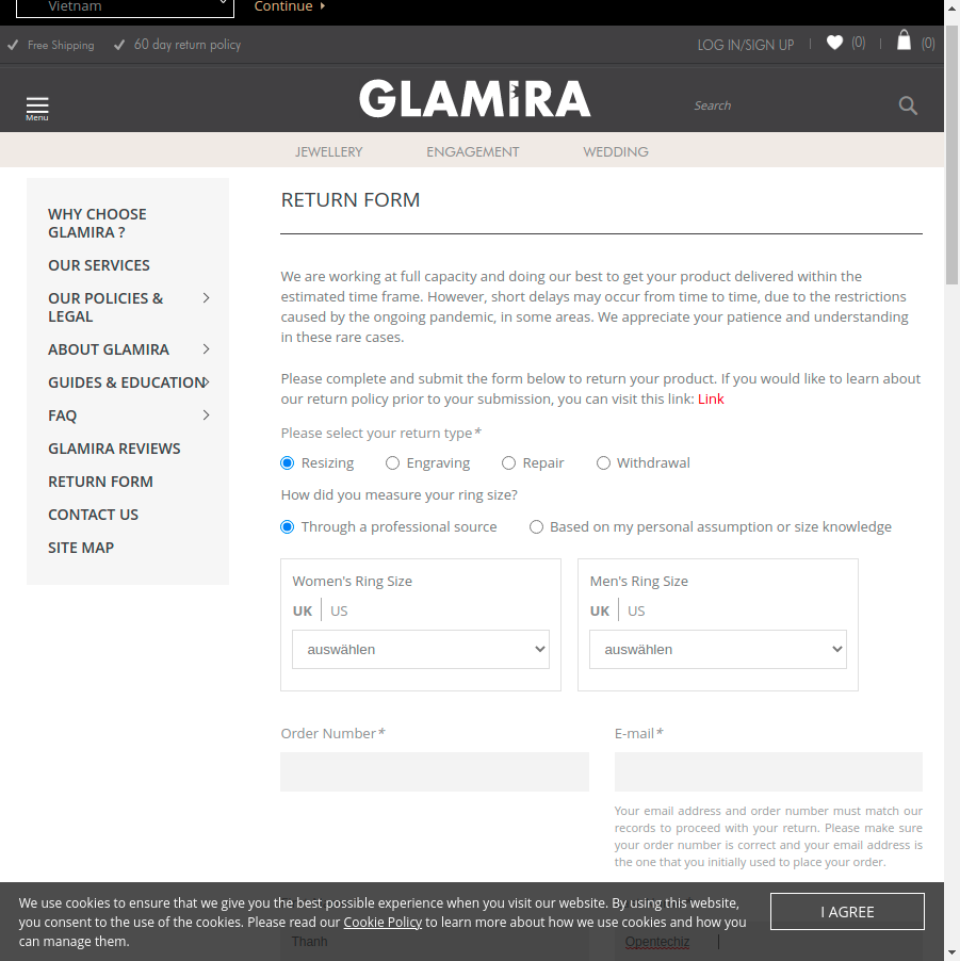 Vietnam
Continue
Free Shipping
60 day return policy
LOG IN/SIGN UP
(0)
(0)
Menu
GLAMIRA
Search
JEWELLERY
ENGAGEMENT
WEDDING
WHY CHOOSE
GLAMIRA ?
OUR SERVICES
OUR POLICIES &
LEGAL
ABOUT GLAMIRA
GUIDES & EDUCATION
FAQ
GLAMIRA REVIEWS
RETURN FORM
CONTACT US
SITE MAP
RETURN FORM
We are working at full capacity and doing our best to get your product delivered within the
estimated time frame. However, short delays may occur from time to time, due to the restrictions
caused by the ongoing pandemic, in some areas. We appreciate your patience and understanding
in these rare cases.
Please complete and submit the form below to return your product. If you would like to learn about
our return policy prior to your submission, you can visit this link: Link
Please select your return type*
Resizing
Engraving
Repair
Withdrawal
How did you measure your ring size?
Through a professional source
Based on my personal assumption or size knowledge
Women's Ring Size
UK | US
auswählen
Men's Ring Size
UK | US
auswählen
Order Number*
E-mail*
Your email address and order number must match our
records to proceed with your return. Please make sure
your order number is correct and your email address is
the one that you initially used to place your order.
We use cookies to ensure that we give you the best possible experience when you visit our website. By using this website,
you consent to the use of the cookies. Please read our Cookie Policy to learn more about how we use cookies and how you
can manage them.
I AGREE
Thanh
Opentechiz